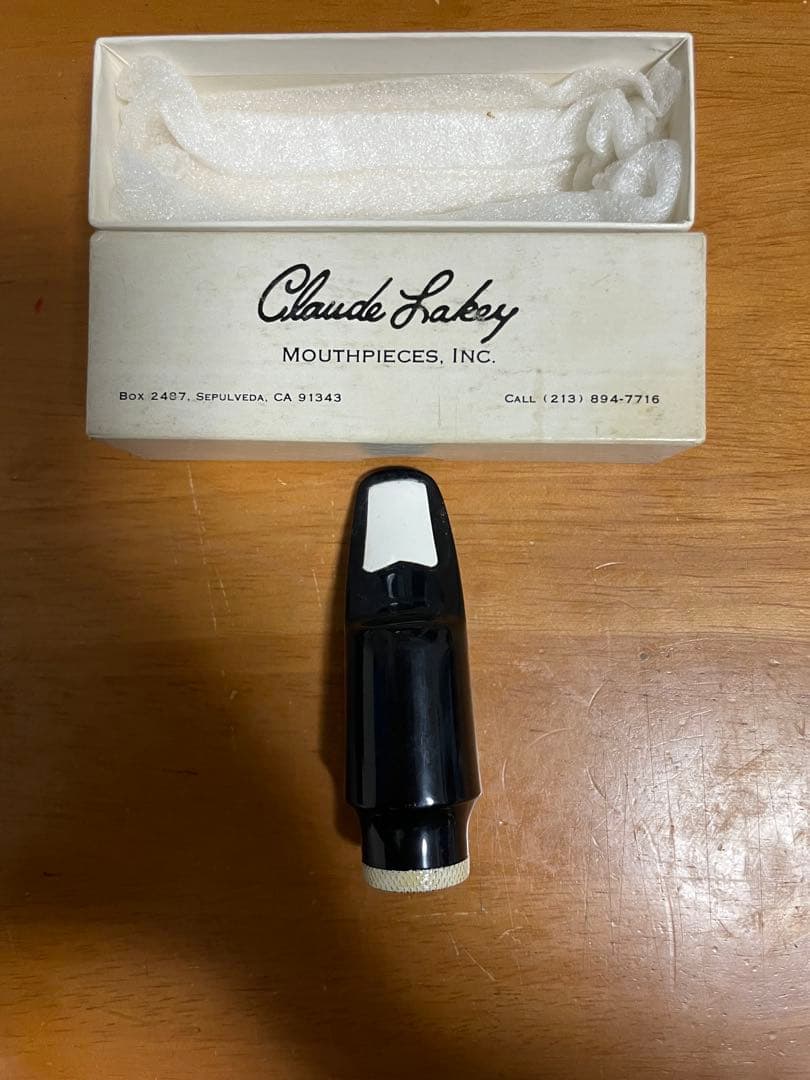 Claude Lakey
MOUTHPIECES, INC.
BOX 2487, SEPULVEDA, CA 91343
CALL (213) 894-7716